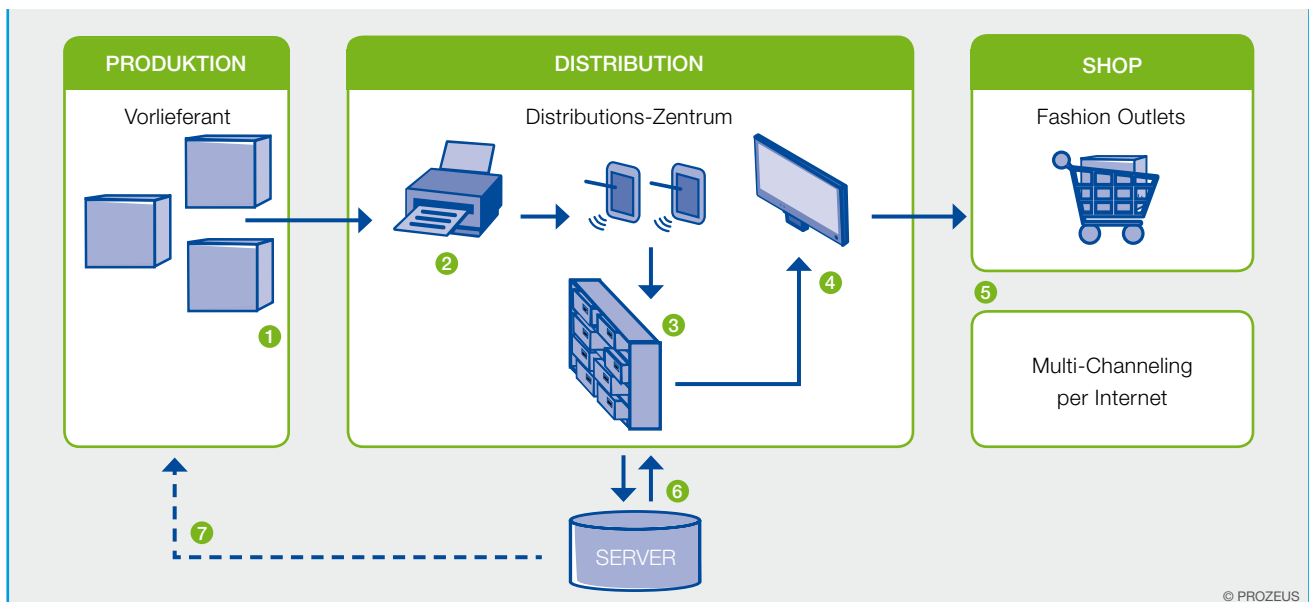 PRODUKTION
Vorlieferant
1
DISTRIBUTION
Distributions-Zentrum
2
3
4
SHOP
Fashion Outlets
5
Multi-Channeling
per Internet
6
SERVER
7
© PROZEUS